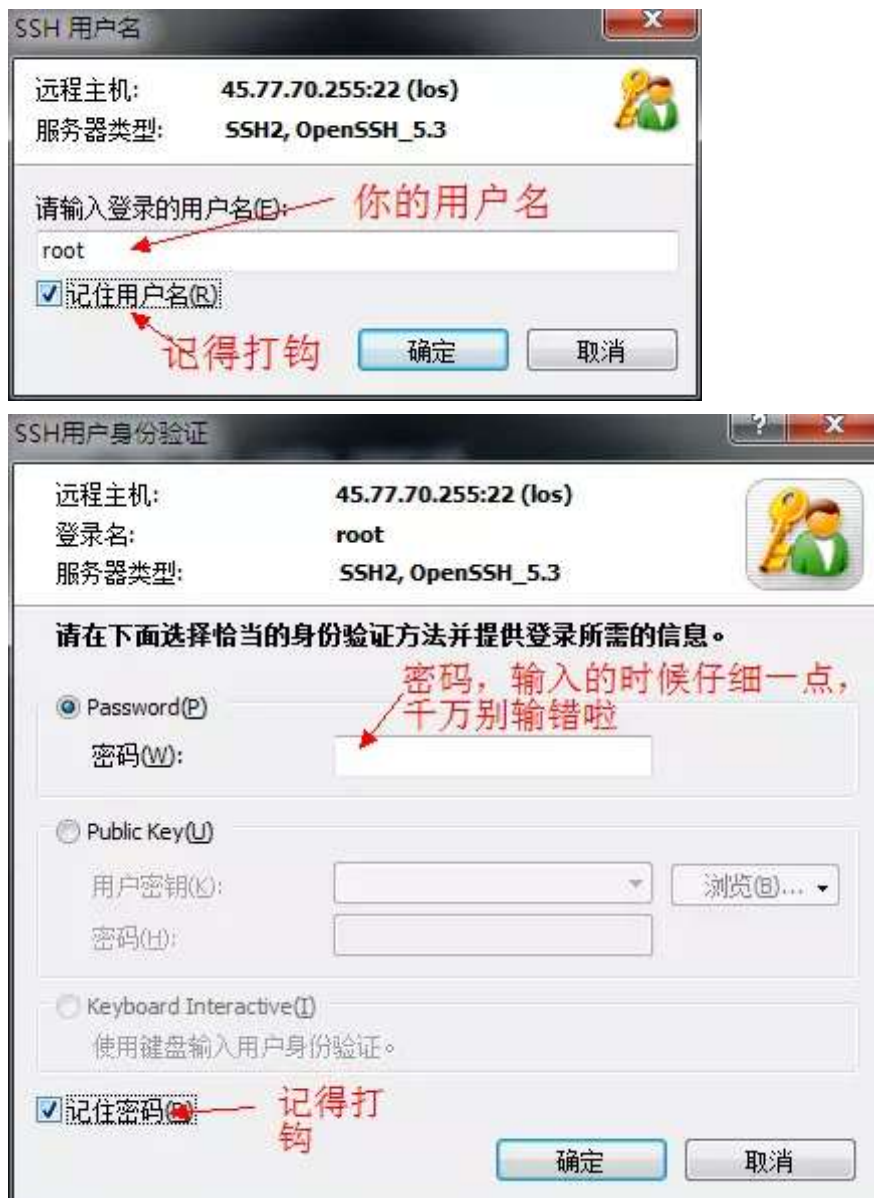 SSH 用户名
远程主机: 45.77.70.255:22 (los)
服务器类型: SSH2, OpenSSH_5.3
请输入登录的用户名(E): 你的用户名
root
记住用户名(R)
记得打钩 确定 取消
SSH用户身份验证
远程主机: 45.77.70.255:22 (los)
登录名: root
服务器类型: SSH2, OpenSSH_5.3
请在下面选择恰当的身份验证方法并提供登录所需的信息。
密码，输入的时候仔细一点，
千万别输错啦
Password(P)
密码(W):
Public Key(U)
用户密钥(K): 浏览(B)...
密码(H):
Keyboard Interactive(I)
使用键盘输入用户身份验证。
记住密码 记得打
钩
确定 取消